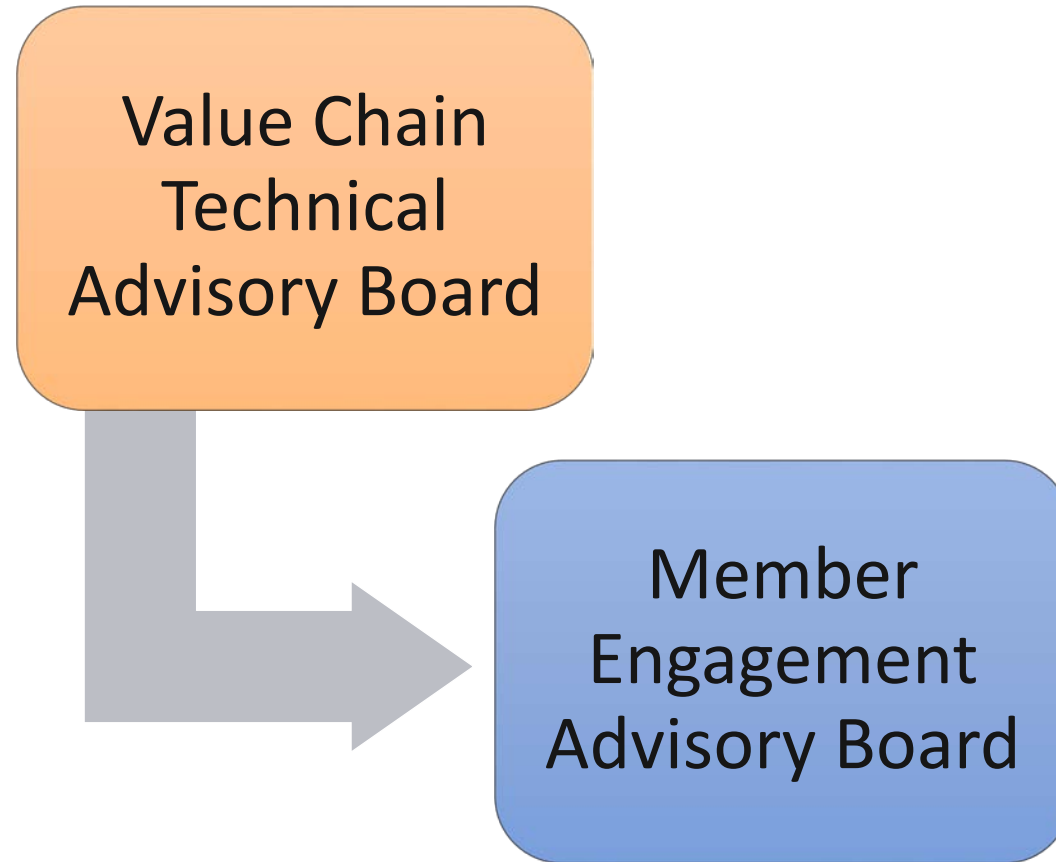 Value Chain
Technical
Advisory Board
Member
Engagement
Advisory Board